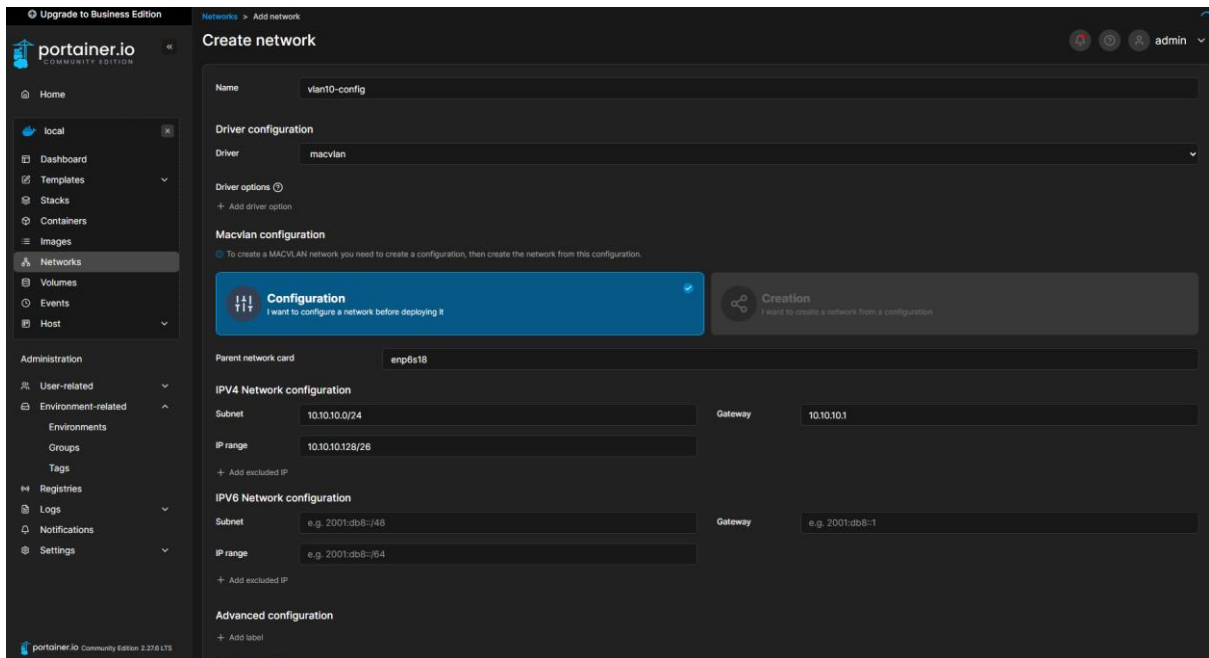 Upgrade to Business Edition
portainer.io
COMMUNITY EDITION
Home
local
Dashboard
Templates
Stacks
Containers
Images
Networks
Volumes
Events
Host
Administration
User-related
Environment-related
Environments
Groups
Tags
Registries
Logs
Notifications
Settings
portainer.io Community Edition 2.27.6 LTS
Networks > Add network
Create network
admin
Name vlan10-config
Driver configuration
Driver macvlan
Driver options
+ Add driver option
Macvlan configuration
To create a MACVLAN network you need to create a configuration, then create the network from this configuration.
Configuration
I want to configure a network before deploying it
Creation
I want to create a network from a configuration
Parent network card enp6s18
IPV4 Network configuration
Subnet 10.10.10.0/24 Gateway 10.10.10.1
IP range 10.10.10.128/26
+ Add excluded IP
IPV6 Network configuration
Subnet e.g. 2001:db8::/48 Gateway e.g. 2001:db8::1
IP range e.g. 2001:db8::/64
+ Add excluded IP
Advanced configuration
+ Add label